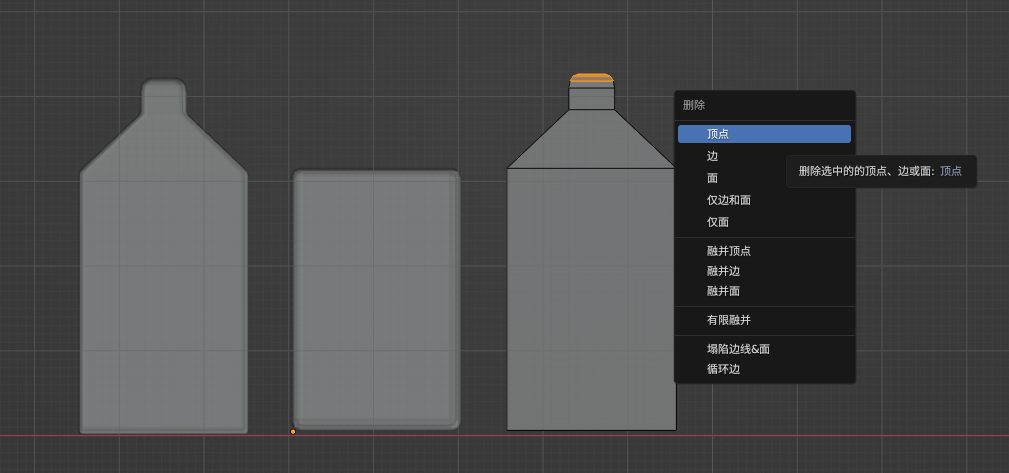 删除
顶点
边
面
仅边和面
仅面
融并顶点
融并边
融并面
有限融并
塌陷边线&面
循环边
删除选中的的顶点、边或面: 顶点